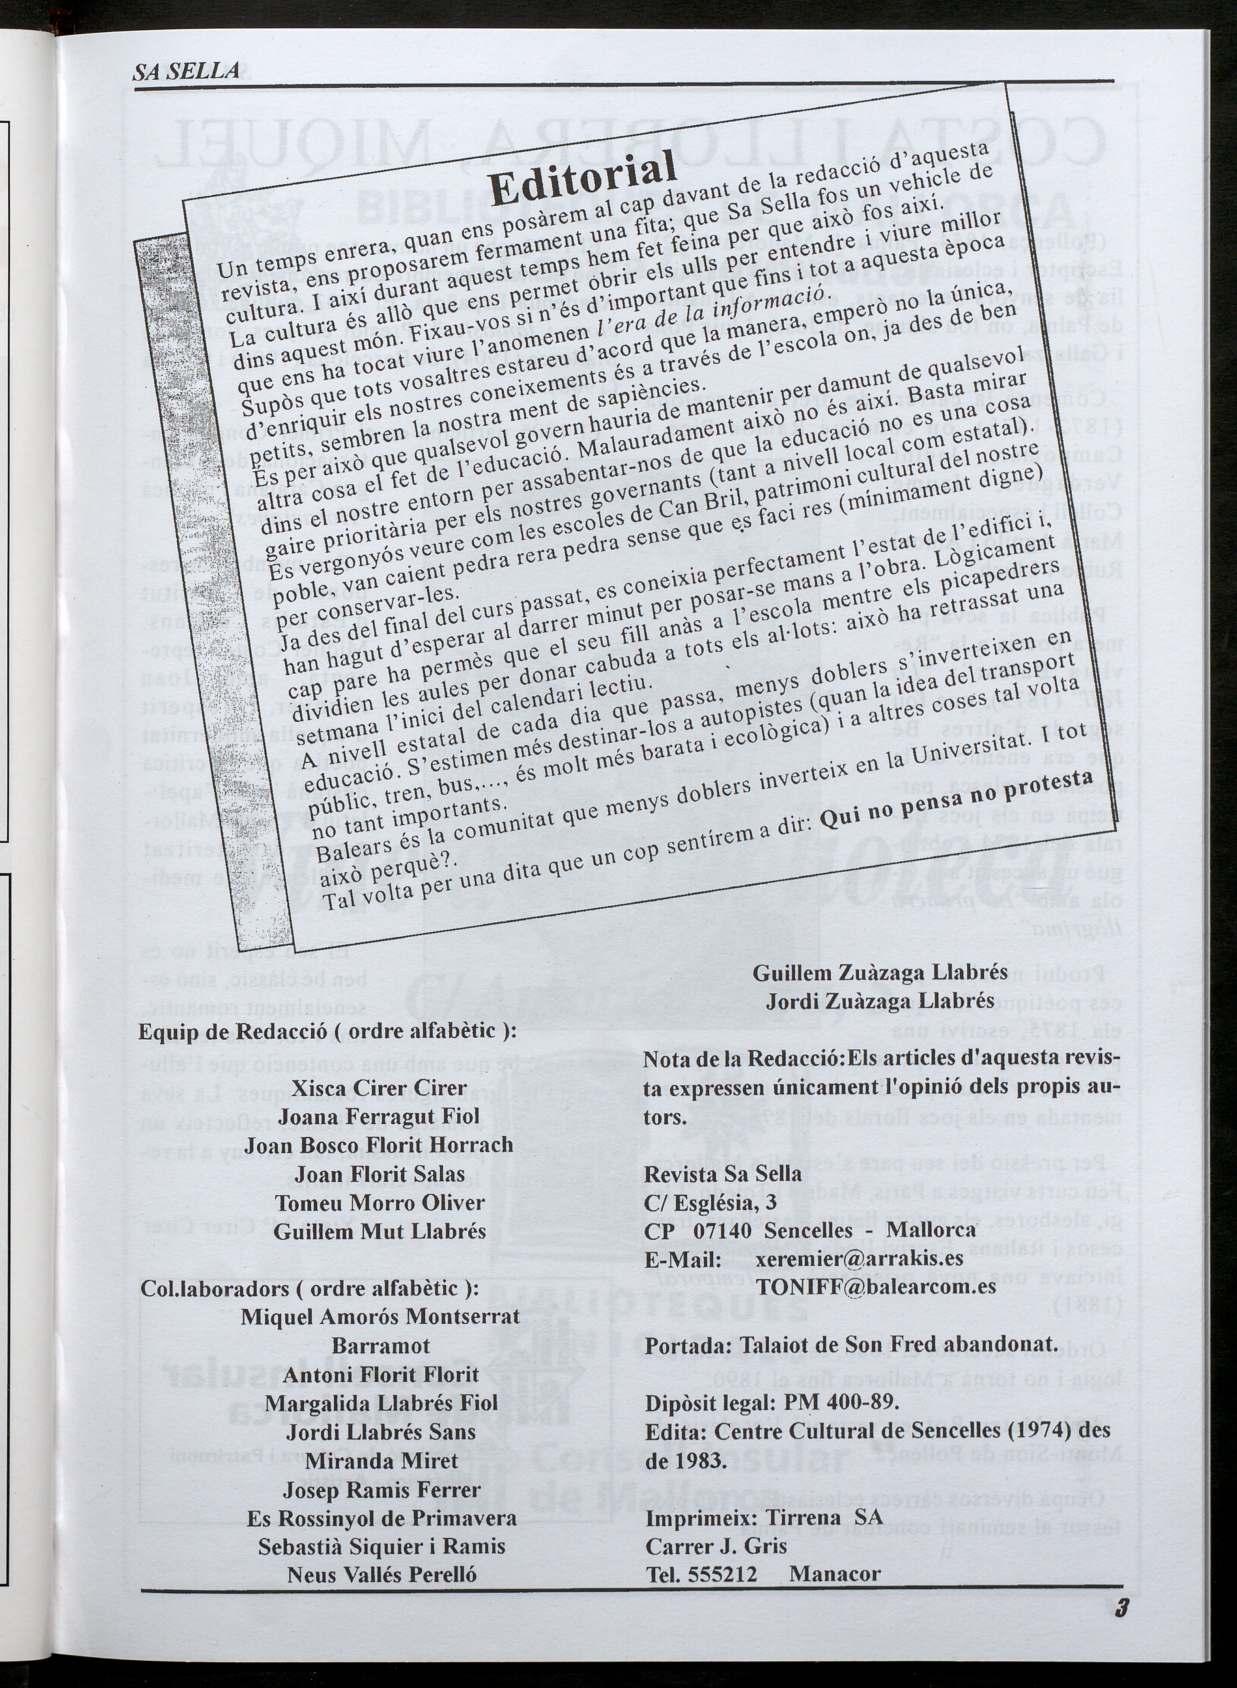 SA SELLA
Editorial
Un temps enrera, quan ens posàrem al cap davant de la redacció d'aquesta
revista, ens proposarem fermament una fita; que Sa Sella fos un vehicle de
cultura. I així durant aquest temps hem fet feina per que això fos així.
La cultura és allò que ens permet obrir els ulls per entendre i viure millor
dins aquest món. Fixau-vos si n'és d'important que fins i tot a aquesta època
que ens ha tocat viure l'anomenen l'era de la informació.
Supòs que tots vosaltres estareu d'acord que la manera, emperò no la única,
d'enriquir els nostres coneixements és a través de l'escola on, ja des de ben
petits, sembren la nostra ment de sapiències.
És per això que qualsevol govern hauria de mantenir per damunt de qualsevol
altra cosa el fet de l'educació. Malauradament això no és així. Basta mirar
dins el nostre entorn per assabentar-nos de que la educació no es una cosa
gaire prioritària per els nostres governants (tant a nivell local com estatal).
És vergonyós veure com les escoles de Can Bril, patrimoni cultural del nostre
poble, van caient pedra rera pedra sense que es faci res (mínimament digne)
per conservar-les.
Ja des del final del curs passat, es coneixia perfectament l'estat de l'edifici i,
han hagut d'esperar al darrer minut per posar-se mans a l'obra. Lògicament
cap pare ha permès que el seu fill anàs a l'escola mentre els picapedrers
dividien les aules per donar cabuda a tots els al·lots: això ha retrassat una
setmana l'inici del calendari lectiu.
A nivell estatal de cada dia que passa, menys doblers s'inverteixen en
educació. S'estimen més destinar-los a autopistes (quan la idea del transport
públic, tren, bus,..., és molt més barata i ecològica) i a altres coses tal volta
no tant importants.
Balears és la comunitat que menys doblers inverteix en la Universitat. I tot
això perquè?.
Tal volta per una dita que un cop sentírem a dir: Qui no pensa no protesta
Guillem Zuàzaga Llabrés
Jordi Zuàzaga Llabrés
Equip de Redacció ( ordre alfabètic ):
Xisca Cirer Cirer
Joana Ferragut Fiol
Joan Bosco Florit Horrach
Joan Florit Salas
Tomeu Morro Oliver
Guillem Mut Llabrés
Col.laboradors ( ordre alfabètic ):
Miquel Amorós Montserrat
Barramot
Antoni Florit Florit
Margalida Llabrés Fiol
Jordi Llabrés Sans
Miranda Miret
Josep Ramis Ferrer
Es Rossinyol de Primavera
Sebastià Siquier i Ramis
Neus Vallés Perelló
Nota de la Redacció:Els articles d'aquesta revis-
ta expressen únicament l'opinió dels propis au-
tors.
Revista Sa Sella
C/ Església, 3
CP 07140 Sencelles - Mallorca
E-Mail: xeremier@arrakis.es
TONIFF@balearcom.es
Portada: Talaiot de Son Fred abandonat.
Dipòsit legal: PM 400-89.
Edita: Centre Cultural de Sencelles (1974) des
de 1983.
Imprimeix: Tirrena SA
Carrer J. Gris
Tel. 555212 Manacor
3